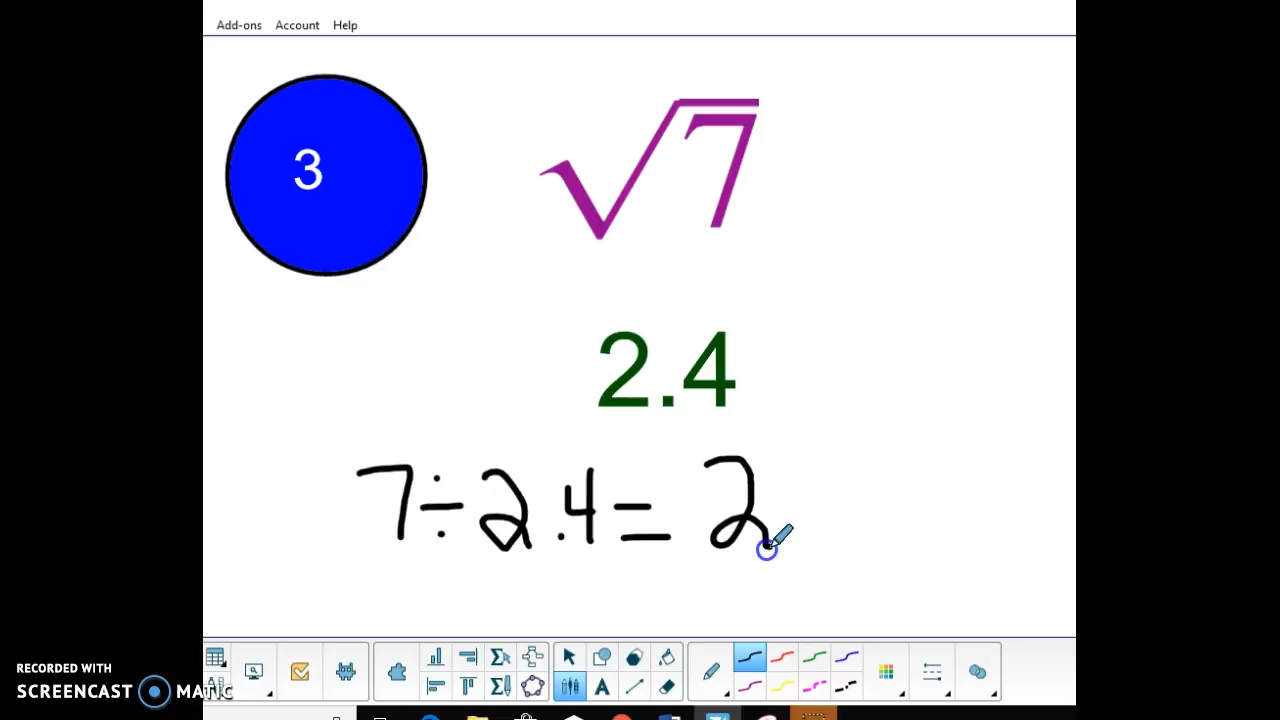 Add-ons Account Help
3
√7
2.4
7 ÷ 2.4 = 2
RECORDED WITH
SCREENCAST MATIC